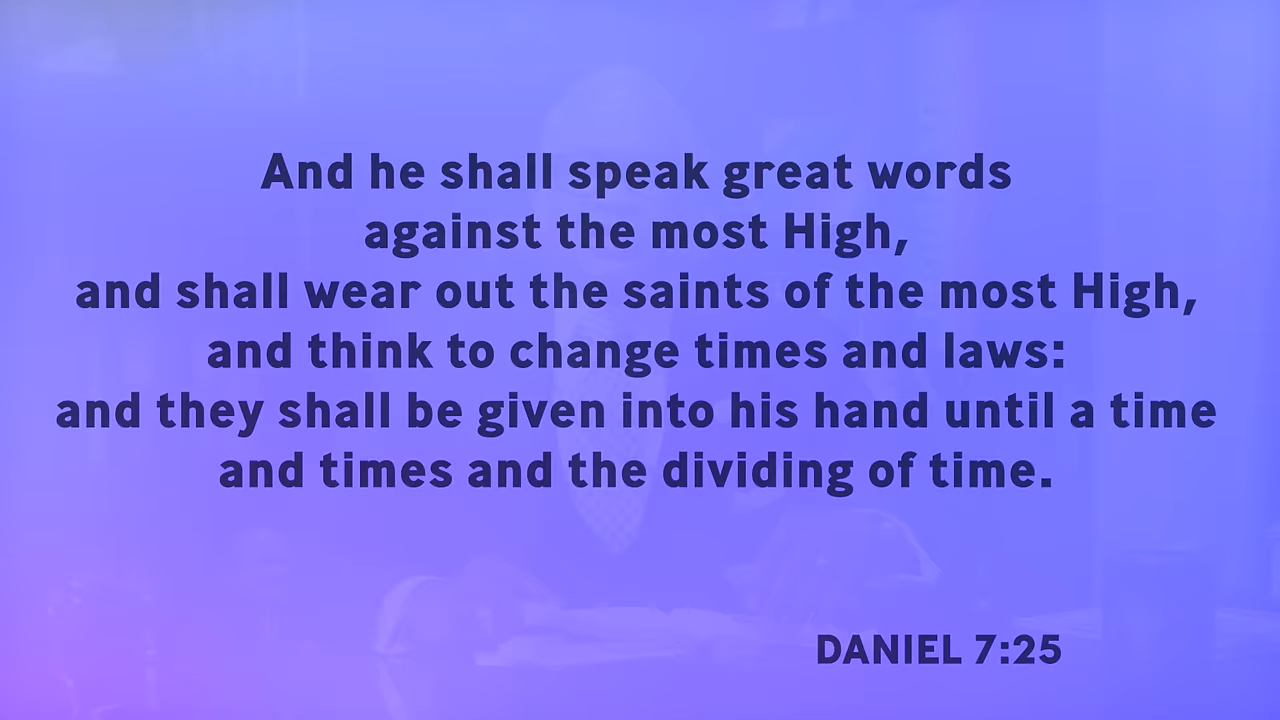 And he shall speak great words
against the most High,
and shall wear out the saints of the most High,
and think to change times and laws:
and they shall be given into his hand until a time
and times and the dividing of time.
DANIEL 7:25